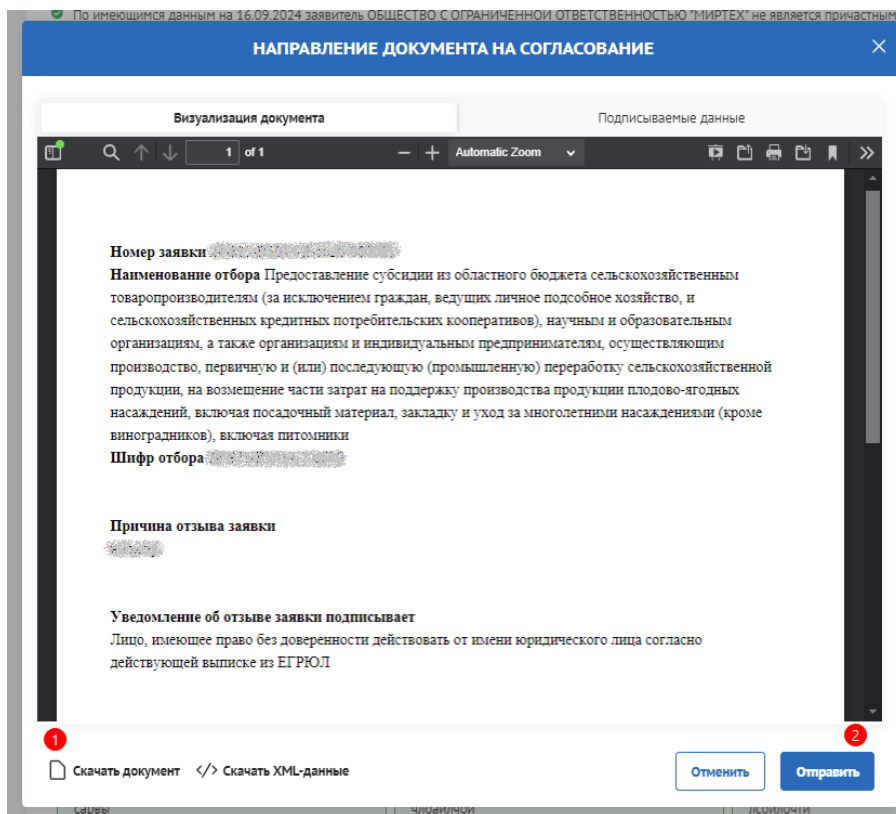 По имеющимся данным на 16.09.2024 заявитель ОБЩЕСТВО С ОГРАНИЧЕННОЙ ОТВЕТСТВЕННОСТЬЮ "МИРТЕХ" не является причастным
НАПРАВЛЕНИЕ ДОКУМЕНТА НА СОГЛАСОВАНИЕ
Визуализация документа Подписываемые данные
1 of 1 Automatic Zoom
Номер заявки
Наименование отбора Предоставление субсидии из областного бюджета сельскохозяйственным
товаропроизводителям (за исключением граждан, ведущих личное подсобное хозяйство, и
сельскохозяйственных кредитных потребительских кооперативов), научным и образовательным
организациям, а также организациям и индивидуальным предпринимателям, осуществляющим
производство, первичную и (или) последующую (промышленную) переработку сельскохозяйственной
продукции, на возмещение части затрат на поддержку производства продукции плодово-ягодных
насаждений, включая посадочный материал, закладку и уход за многолетними насаждениями (кроме
виноградников), включая питомники
Шифр отбора
Причина отзыва заявки
Уведомление об отзыве заявки подписывает
Лицо, имеющее право без доверенности действовать от имени юридического лица согласно
действующей выписке из ЕГРЮЛ
1 2
Скачать документ </> Скачать XML-данные Отменить Отправить